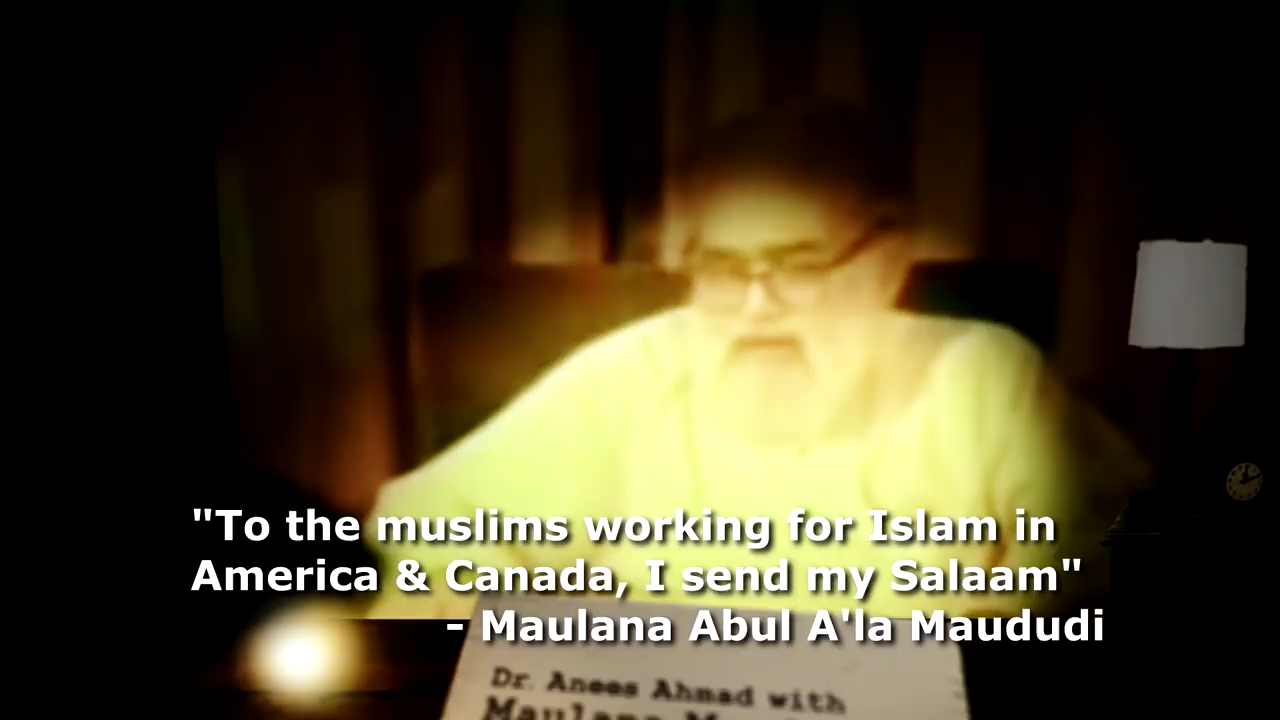 "To the muslims working for Islam in
America & Canada, I send my Salaam"
- Maulana Abul A'la Maududi
Dr. Anees Ahmad with
Maulana